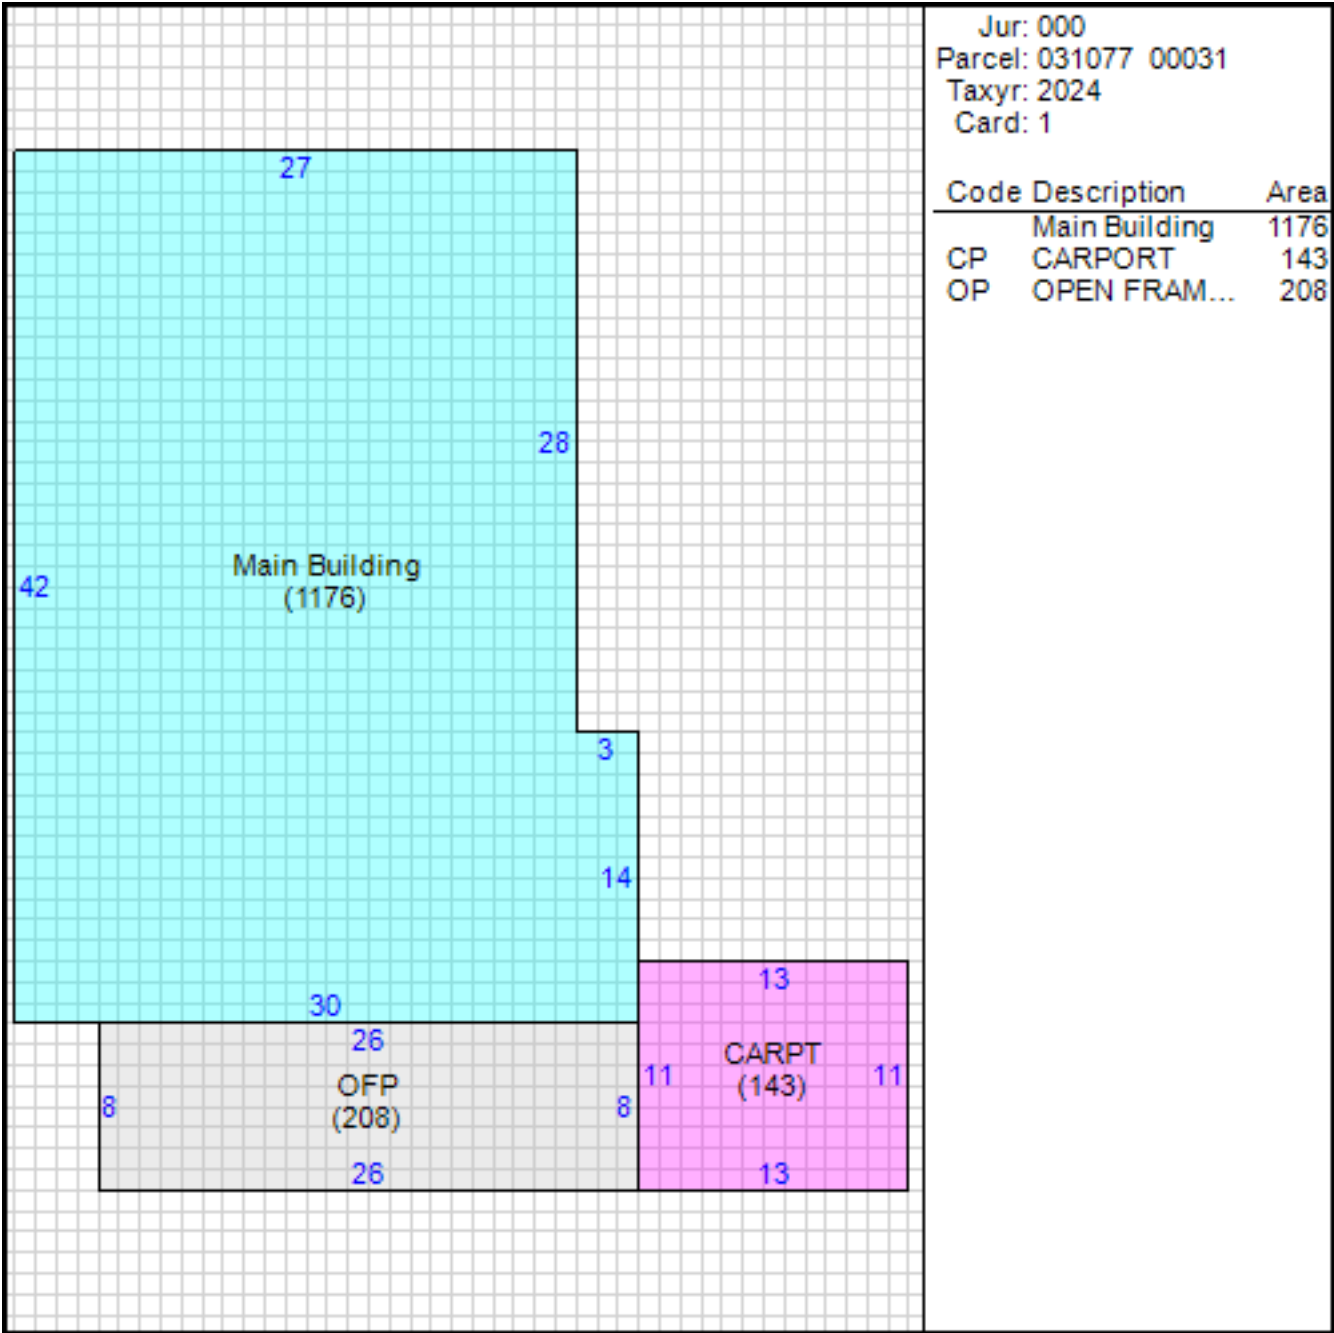 Jur: 000
Parcel: 031077 00031
Taxyr: 2024
Card: 1
Code Description Area
Main Building 1176
CP CARPORT 143
OP OPEN FRAM... 208
27
28
42
Main Building
(1176)
3
14
30
13
26
CARPT
(143)
11
11
OFP
(208)
8
8
26
13